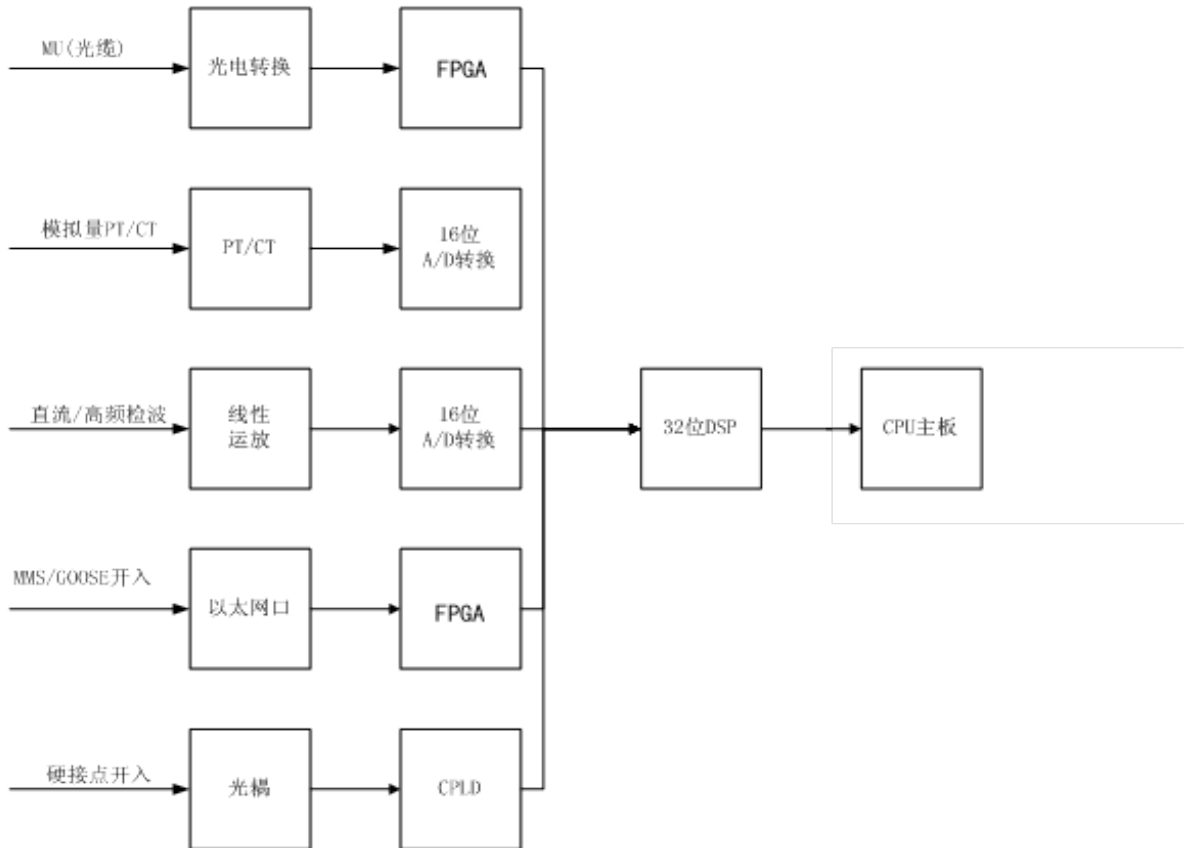 MU(光缆)
光电转换
FPGA
模拟量PT/CT
PT/CT
16位
A/D转换
直流/高频检波
线性
运放
16位
A/D转换
32位DSP
CPU主板
MMS/GOOSE开入
以太网口
FPGA
硬接点开入
光耦
CPLD